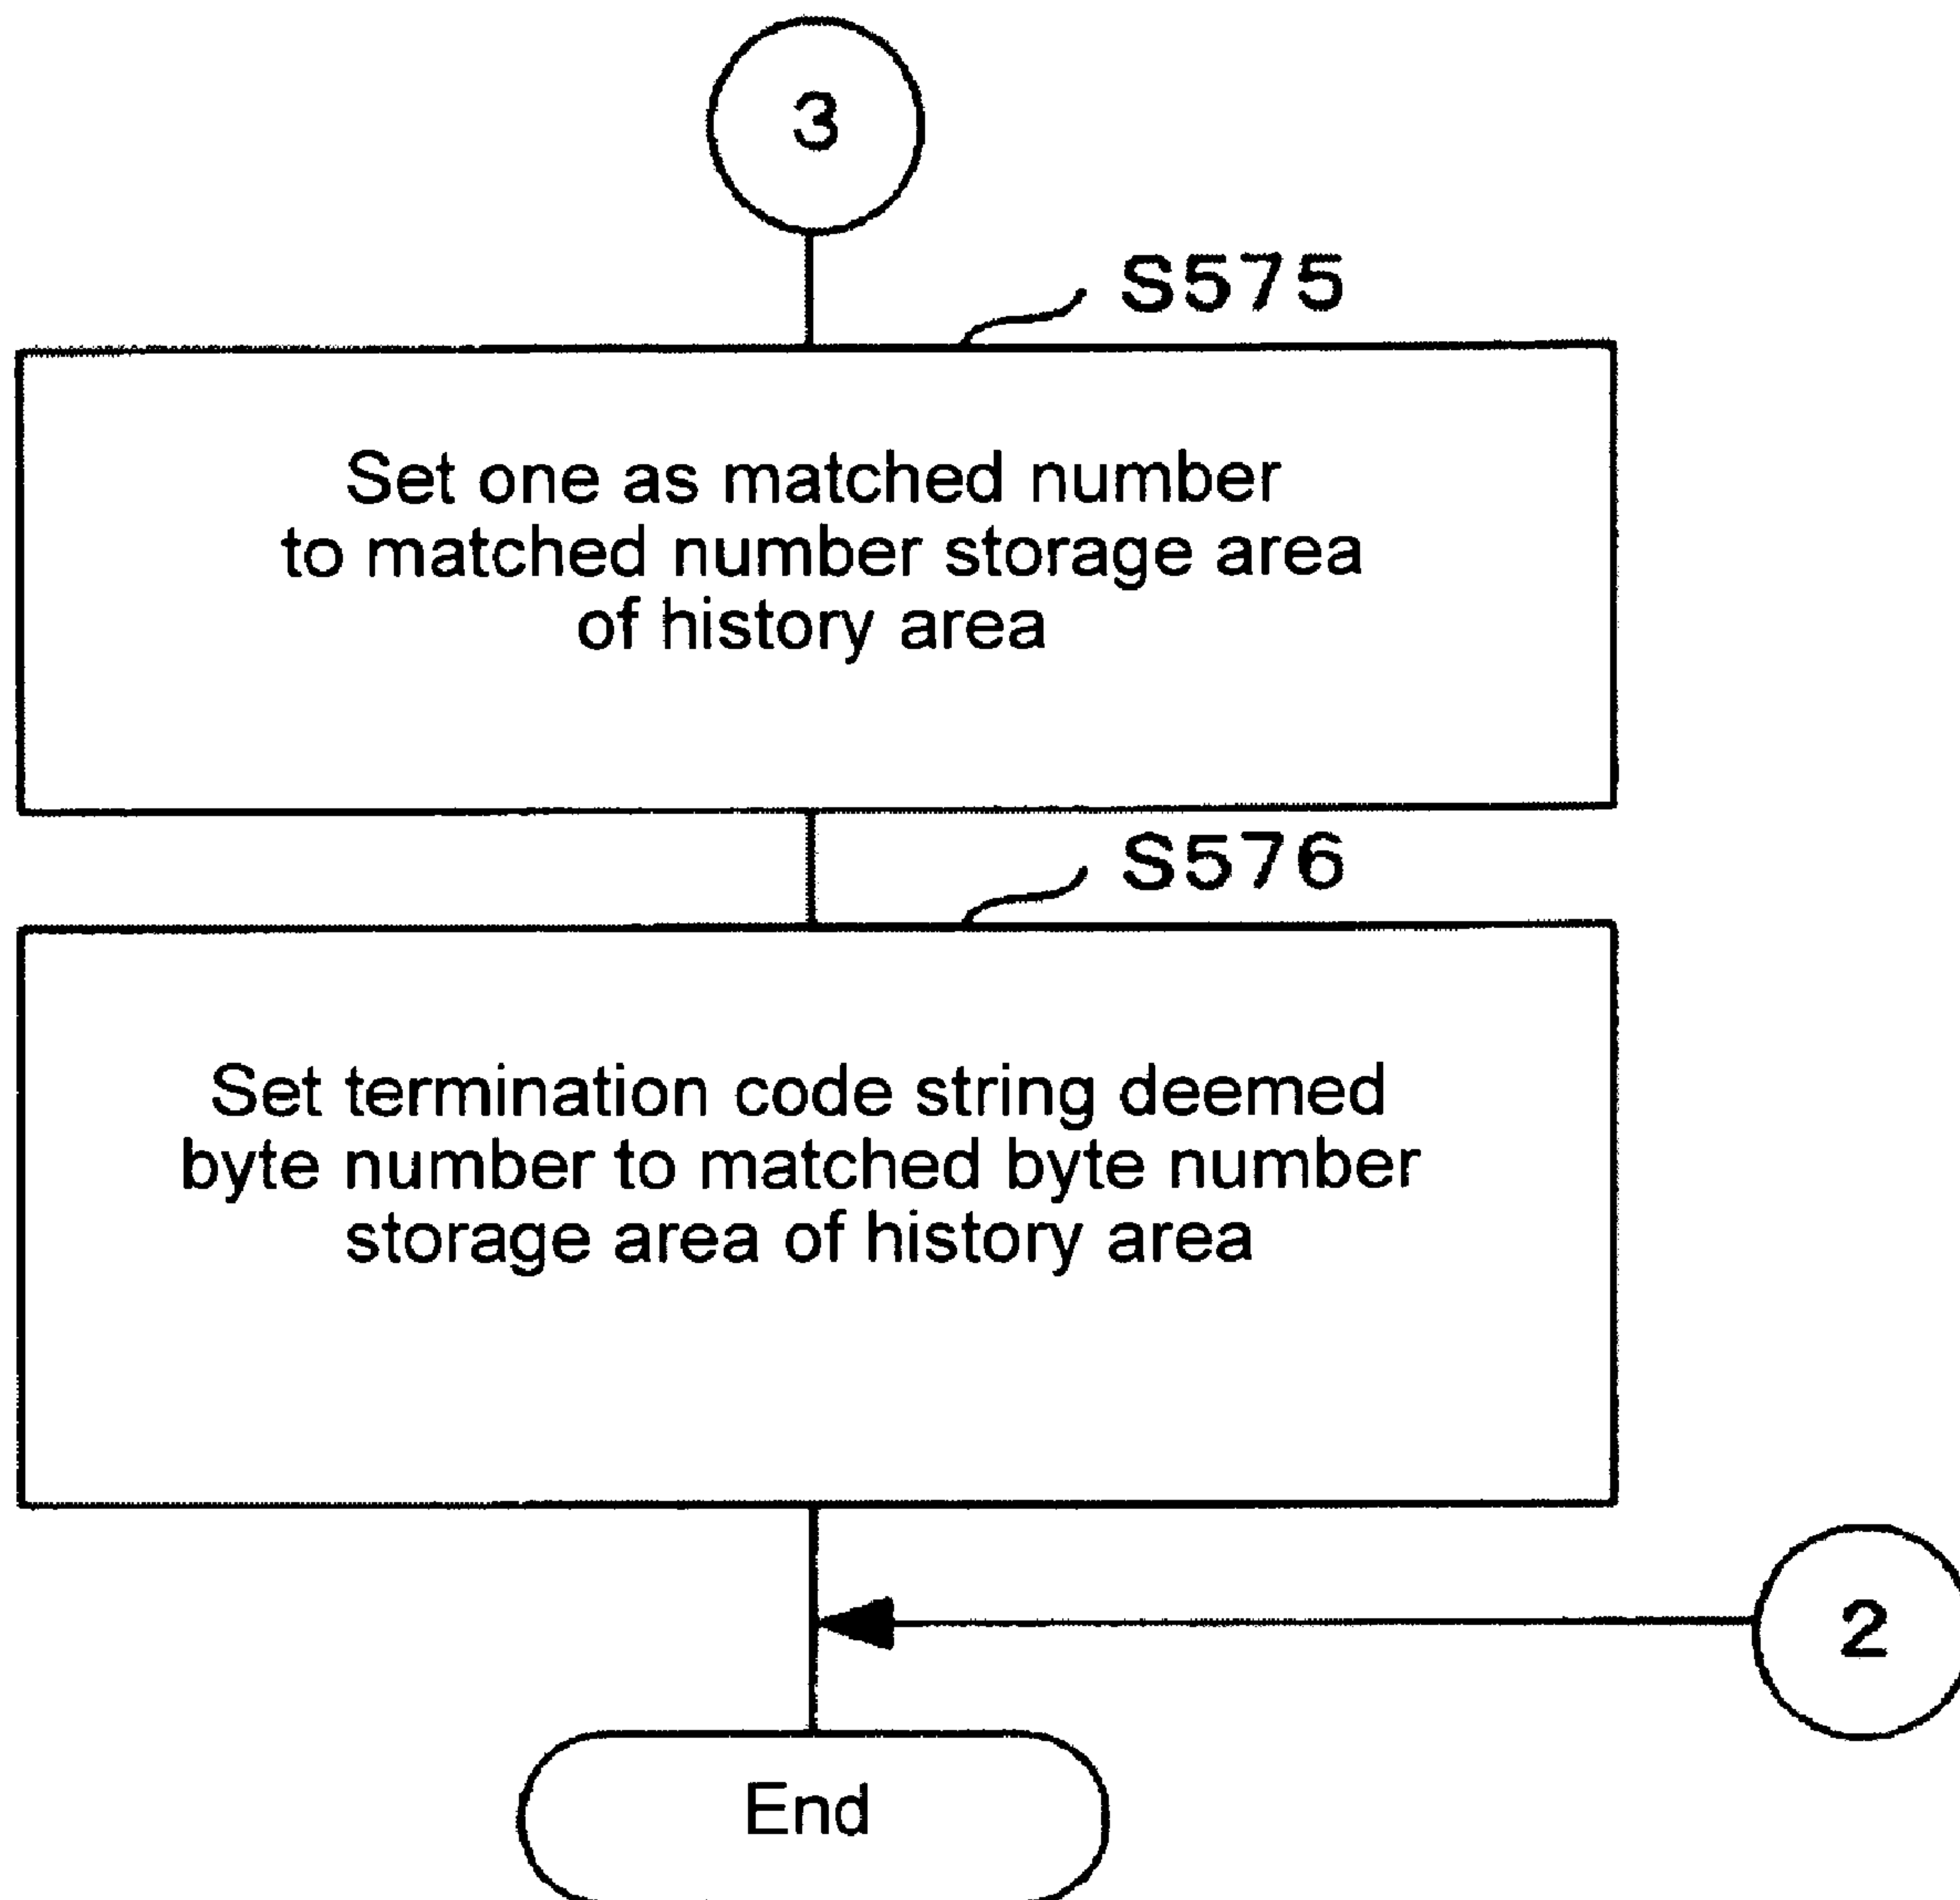 3
S575
Set one as matched number
to matched number storage area
of history area
S576
Set termination code string deemed
byte number to matched byte number
storage area of history area
2
End